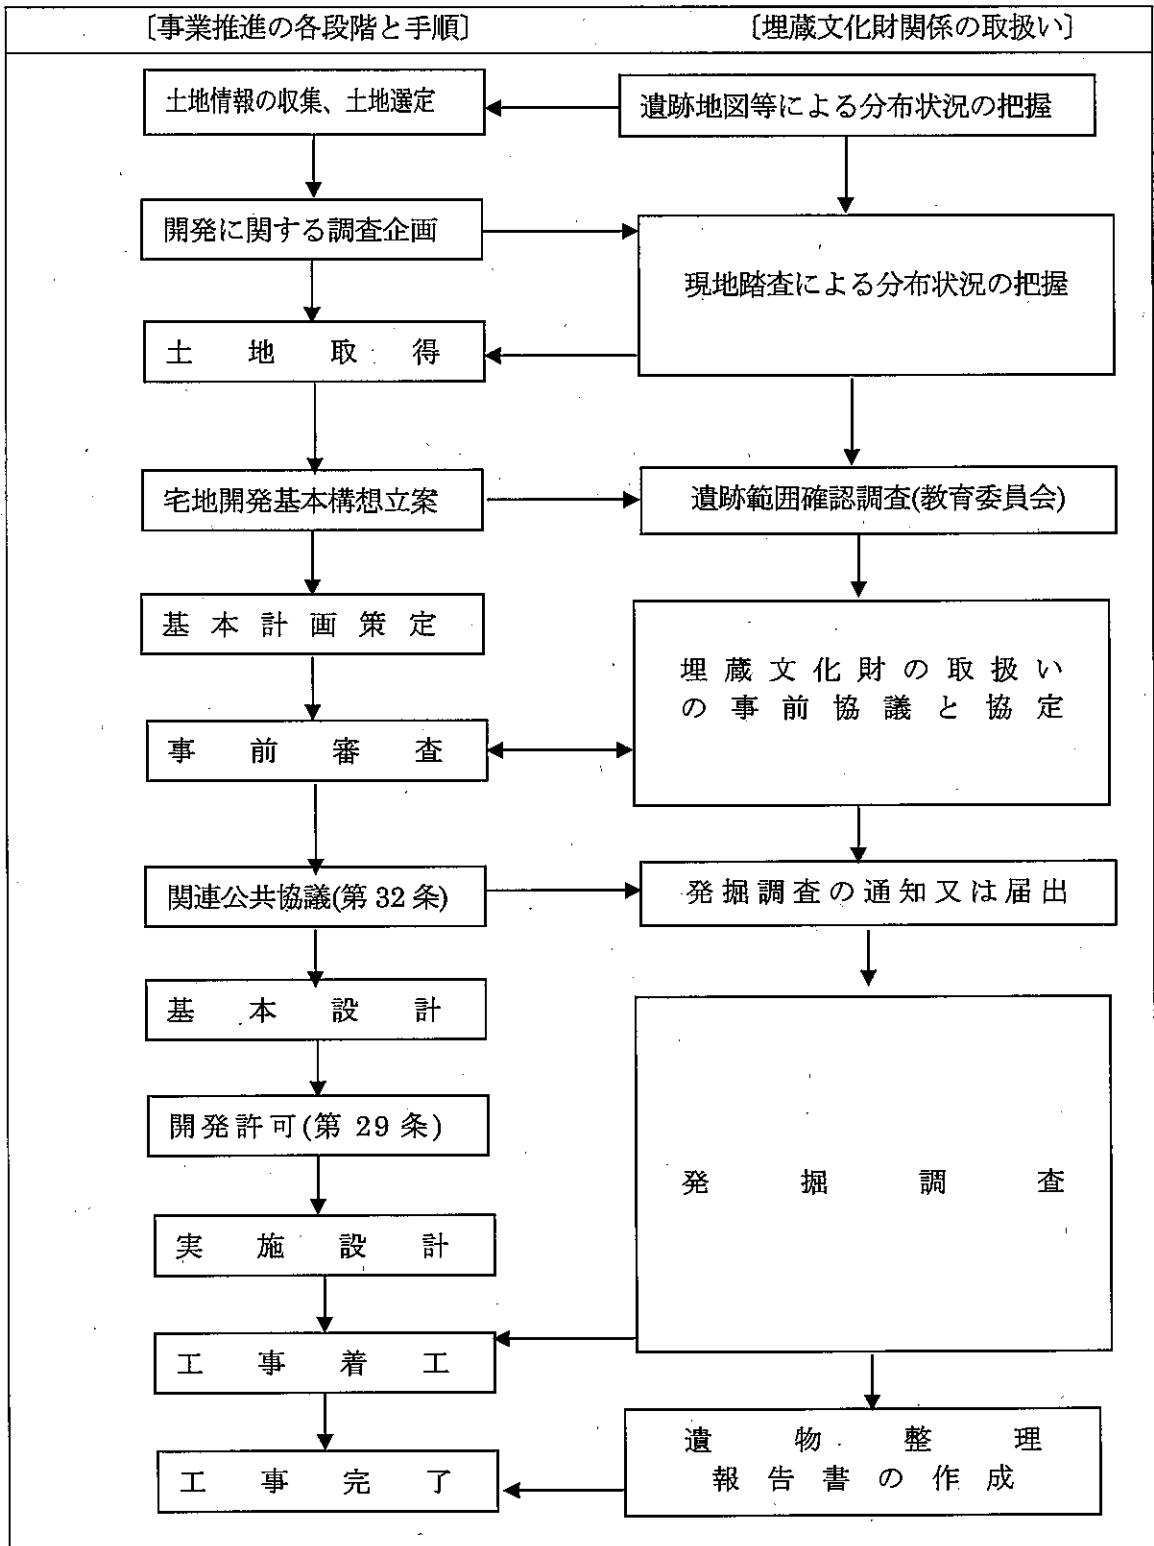 〔事業推進の各段階と手順〕
〔埋蔵文化財関係の取扱い〕
土地情報の収集、土地選定
遺跡地図等による分布状況の把握
開発に関する調査企画
現地踏査による分布状況の把握
土地取得
宅地開発基本構想立案
遺跡範囲確認調査(教育委員会)
基本計画策定
埋蔵文化財の取扱い
の事前協議と協定
事前審査
関連公共協議(第 32 条)
発掘調査の通知又は届出
基本設計
開発許可(第 29 条)
発掘調査
実施設計
工事着工
遺物整理
報告書の作成
工事完了